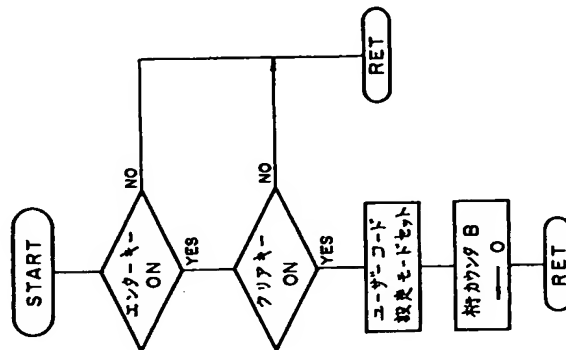 START
エンターキー
ON
NO
YES
クリアキー
ON
NO
YES
ユーザーコード
設定モードセット
桁カウンタ B
― 0
RET
RET